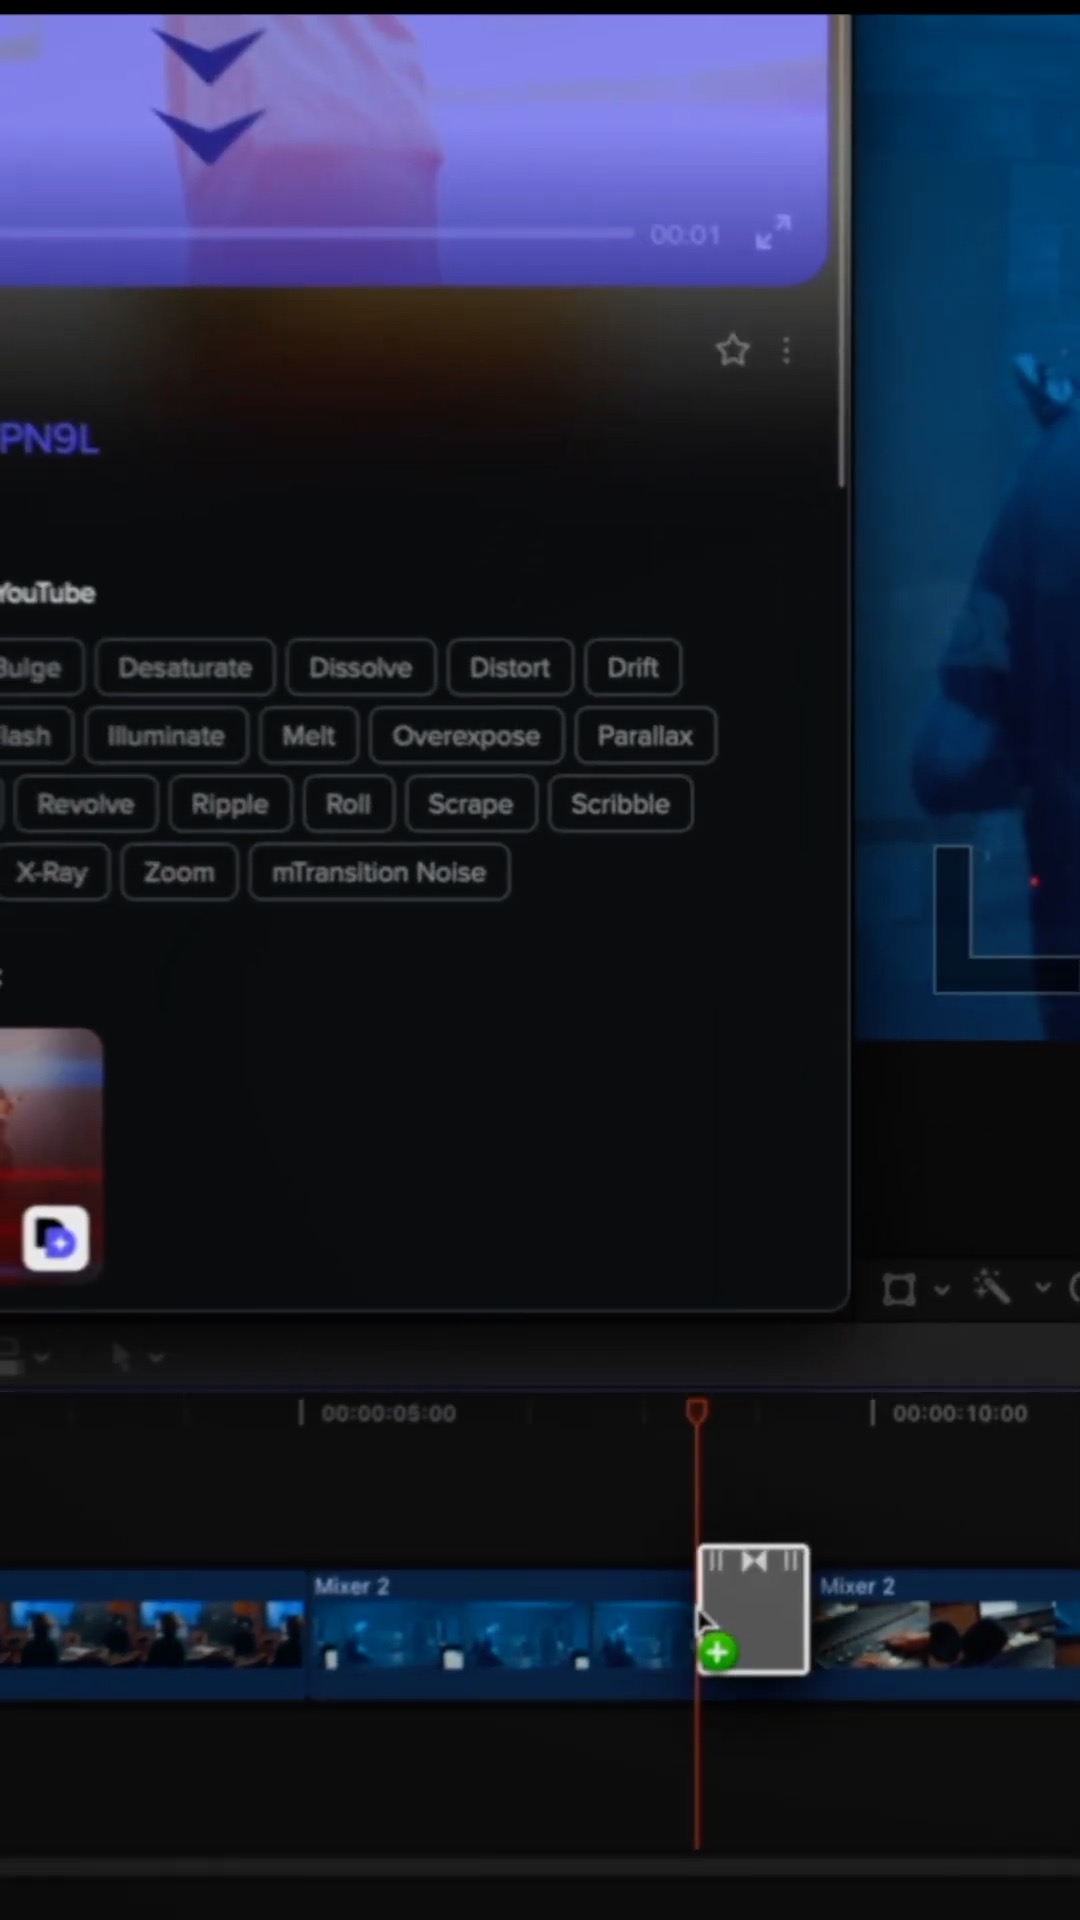 00:01
PN9L
YouTube
Bulge Desaturate Dissolve Distort Drift
lash Illuminate Melt Overexpose Parallax
Revolve Ripple Roll Scrape Scribble
X-Ray Zoom mTransition Noise
00:00:05:00 00:00:10:00
Mixer 2 Mixer 2